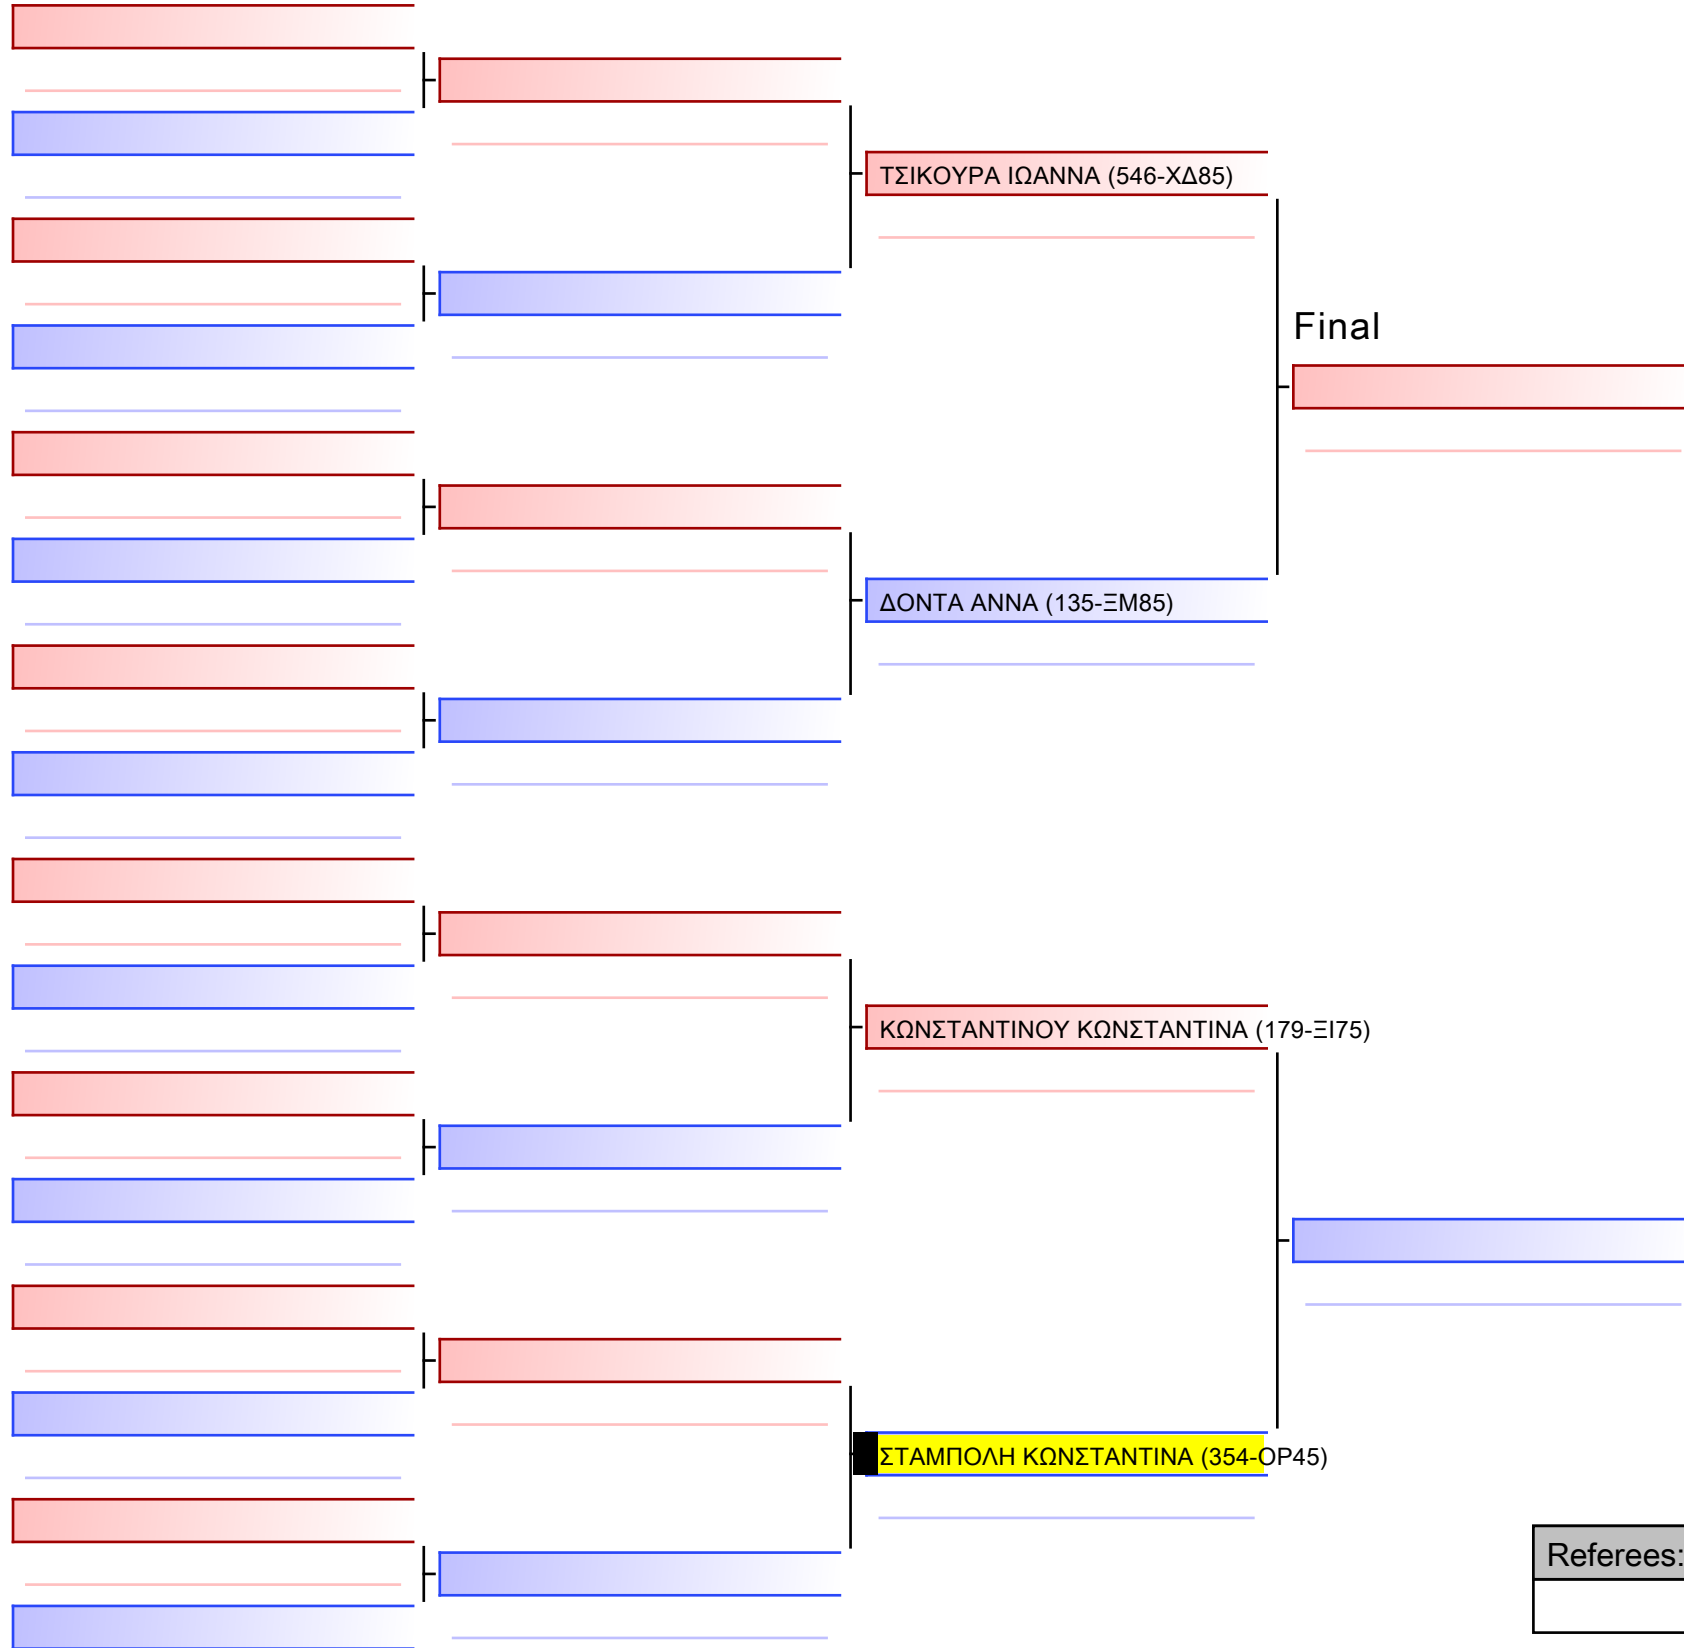 ΤΣΙΚΟΥΡΑ ΙΩΑΝΝΑ (546-ΧΔ85)
Final
ΔΟΝΤΑ ΑΝΝΑ (135-ΞΜ85)
ΚΩΝΣΤΑΝΤΙΝΟΥ ΚΩΝΣΤΑΝΤΙΝΑ (179-ΞΙ75)
ΣΤΑΜΠΟΛΗ ΚΩΝΣΤΑΝΤΙΝΑ (354-ΟΡ45)
Referees: